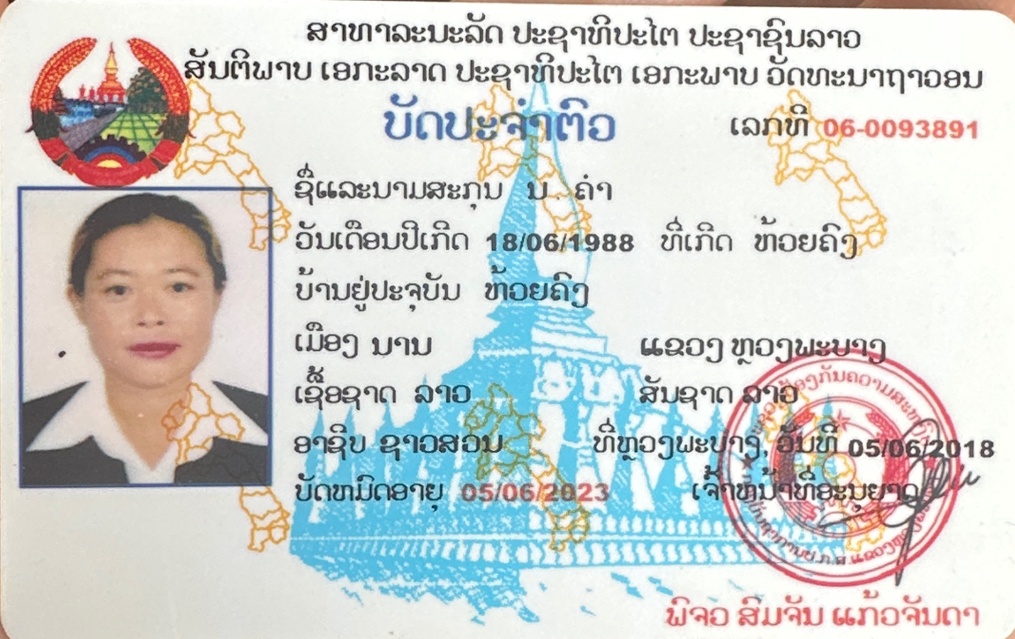 ສາທາລະນະລັດ ປະຊາທິປະໄຕ ປະຊາຊົນລາວ
ສັນຕິພາບ ເອກະລາດ ປະຊາທິປະໄຕ ເອກະພາບ ວັດທະນາຖາວອນ
ບັດປະຈຳຕົວ
ເລກທີ 06-0093891
ຊື່ແລະນາມສະກຸນ ນ ຄຳ
ວັນເດືອນປີເກີດ 18/06/1988 ທີ່ເກີດ ຫ້ວຍຄົງ
ບ້ານຢູ່ປະຈຸບັນ ຫ້ວຍຄົງ
ເມືອງ ນານ ແຂວງ ຫຼວງພະບາງ
ເຊື້ອຊາດ ລາວ ສັນຊາດ ລາວ
ອາຊີບ ຊາວສວນ ທີ່ຫຼວງພະບາງ, ວັນທີ 05/06/2018
ບັດຫມົດອາຍຸ 05/06/2023 ເຈົ້າຫນ້າທີ່ອະນຸຍາດ
ພິຈວ ສົມຈັນ ແກ້ວຈັນດາ